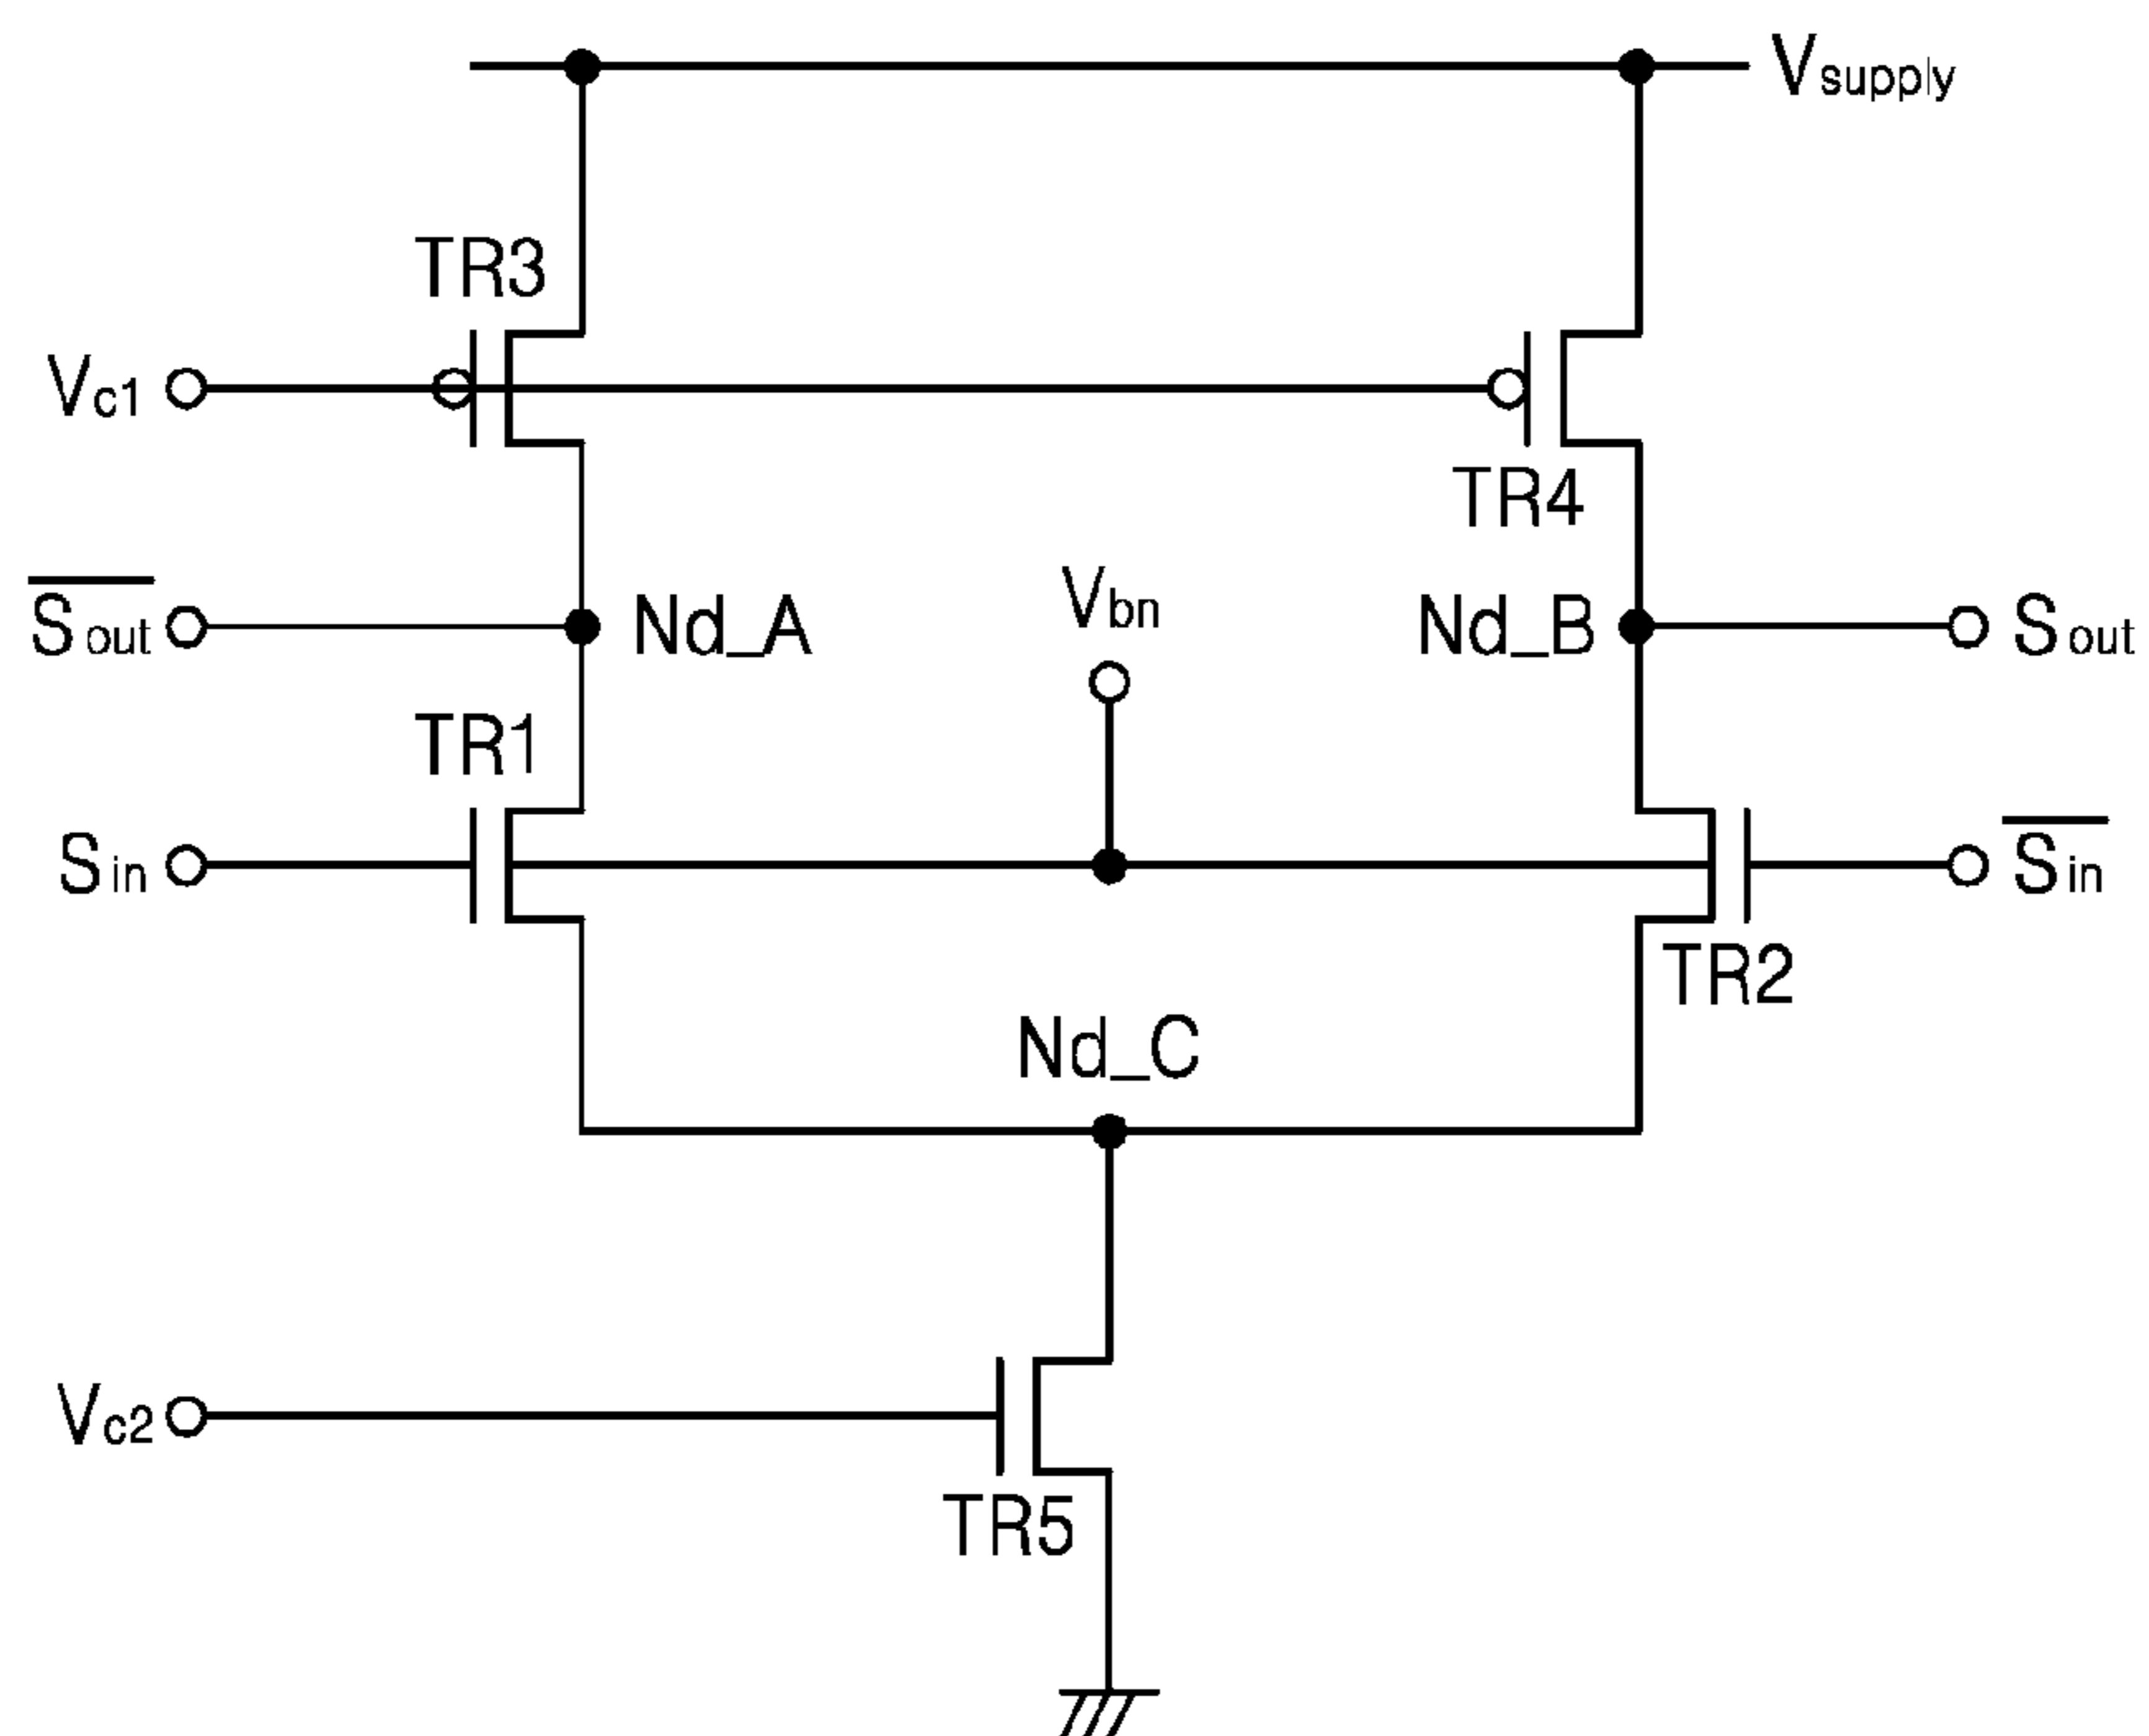 Vsupply
TR3
Vc1
TR4
Sout
Nd_A
Vbn
Nd_B
Sout
TR1
Sin
Sin
TR2
Nd_C
Vc2
TR5